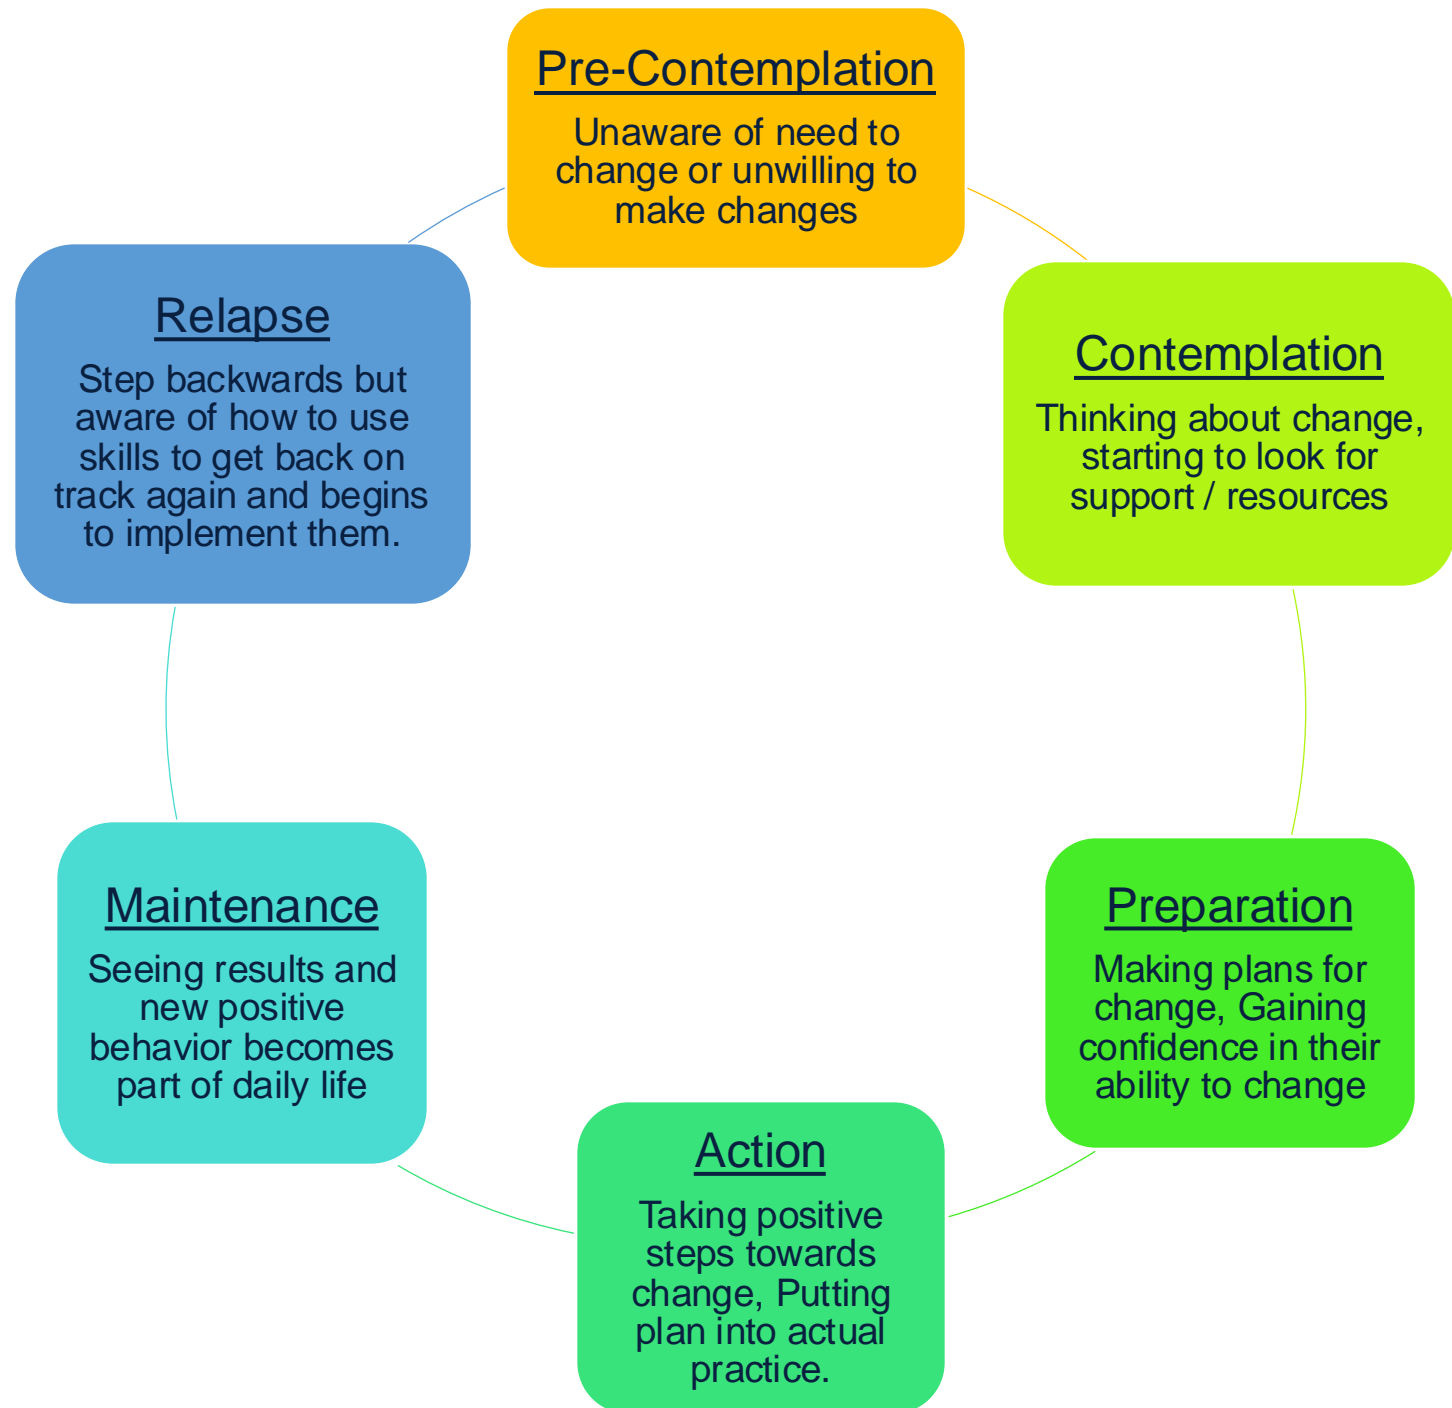 Pre-Contemplation
Unaware of need to
change or unwilling to
make changes
Contemplation
Thinking about change,
starting to look for
support / resources
Preparation
Making plans for
change, Gaining
confidence in their
ability to change
Action
Taking positive
steps towards
change, Putting
plan into actual
practice.
Maintenance
Seeing results and
new positive
behavior becomes
part of daily life
Relapse
Step backwards but
aware of how to use
skills to get back on
track again and begins
to implement them.